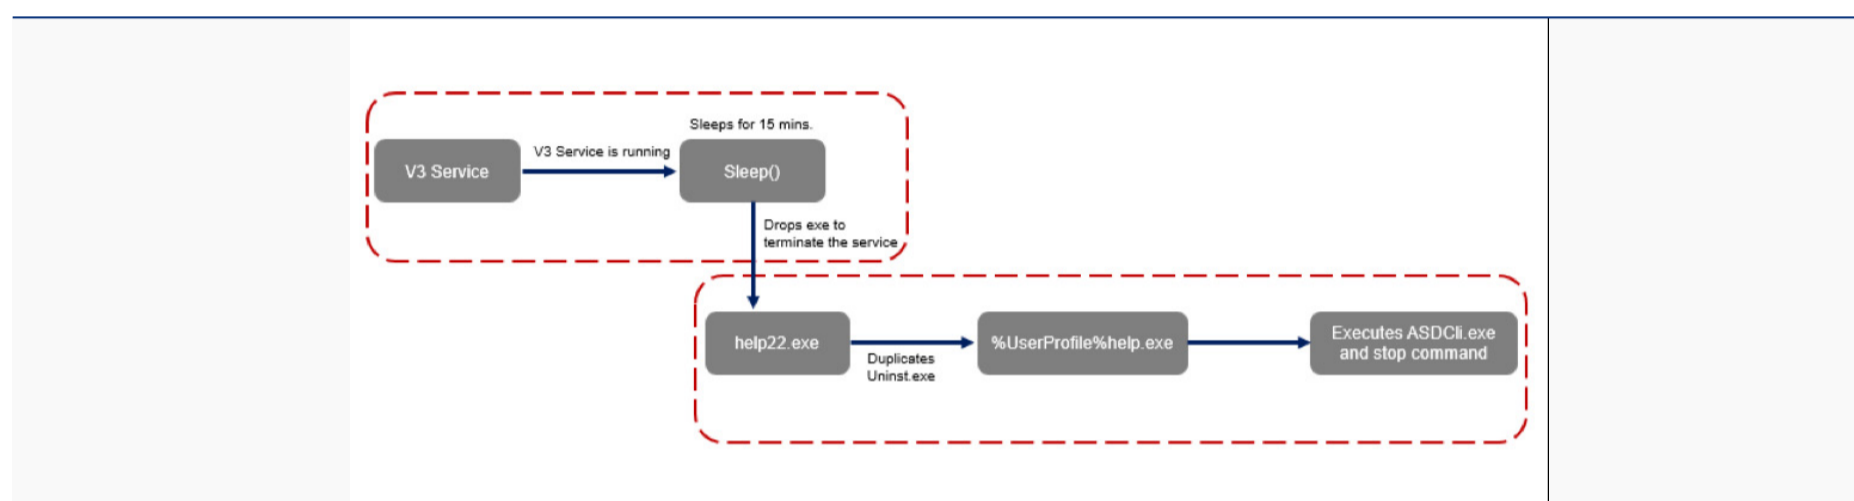 Sleeps for 15 mins.
V3 Service
V3 Service is running
Sleep()
Drops exe to
terminate the service
help22.exe
Duplicates
Uninst.exe
%UserProfile%help.exe
Executes ASDCli.exe
and stop command